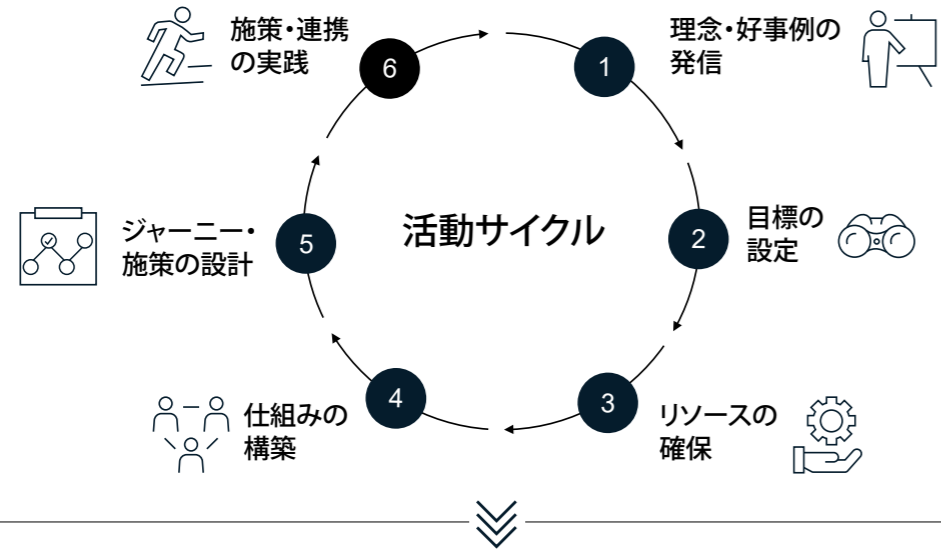 活動サイクル
1
理念・好事例の
発信
2
目標の
設定
3
リソースの
確保
4
仕組みの
構築
5
ジャーニー・
施策の設計
6
施策・連携
の実践